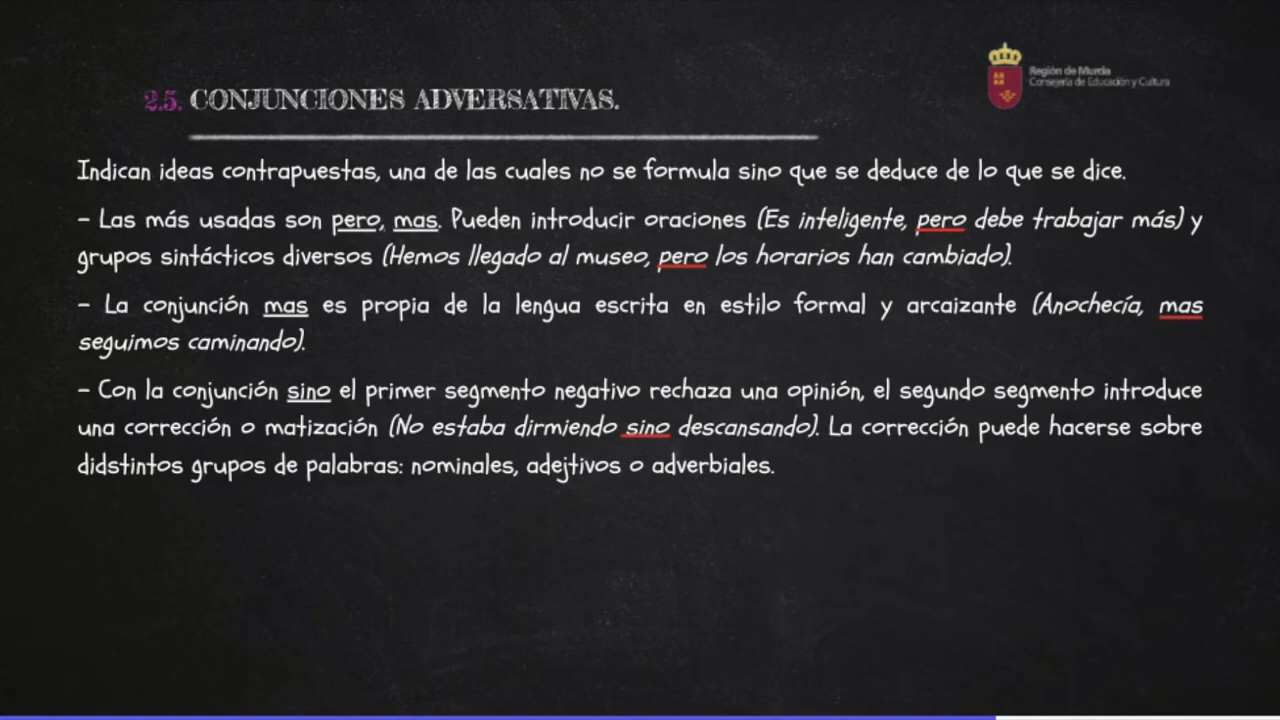 Región de Murcia
Consejería de Educación y Cultura
2.5. CONJUNCIONES ADVERSATIVAS.
Indican ideas contrapuestas, una de las cuales no se formula sino que se deduce de lo que se dice.
– Las más usadas son pero, mas. Pueden introducir oraciones (Es inteligente, pero debe trabajar más) y
grupos sintácticos diversos (Hemos llegado al museo, pero los horarios han cambiado).
– La conjunción mas es propia de la lengua escrita en estilo formal y arcaizante (Anochecía, mas
seguimos caminando).
– Con la conjunción sino el primer segmento negativo rechaza una opinión, el segundo segmento introduce
una corrección o matización (No estaba dirmiendo sino descansando). La corrección puede hacerse sobre
didstintos grupos de palabras: nominales, adejtivos o adverbiales.